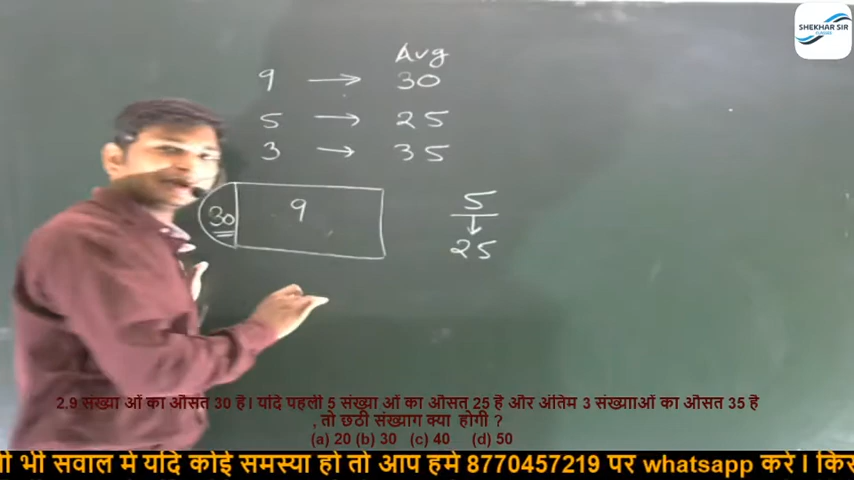 SHEKHAR SIR
CLASSES
Avg
9 → 30
5 → 25
3 → 35
30 9
5
↓
25
2.9 संख्या ओं का औसत 30 है। यदि पहली 5 संख्या ओं का औसत 25 है और अंतिम 3 संख्यााओं का औसत 35 है
, तो छठी संख्याग क्या होगी ?
(a) 20 (b) 30 (c) 40 (d) 50
भी सवाल मे यदि कोई समस्या हो तो आप हमे 8770457219 पर whatsapp करे ।